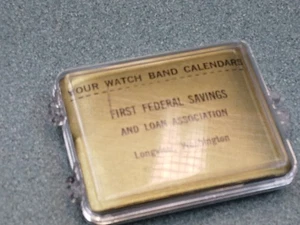 YOUR WATCH BAND CALENDARS
FIRST FEDERAL SAVINGS
AND LOAN ASSOCIATION
Longview, Washington